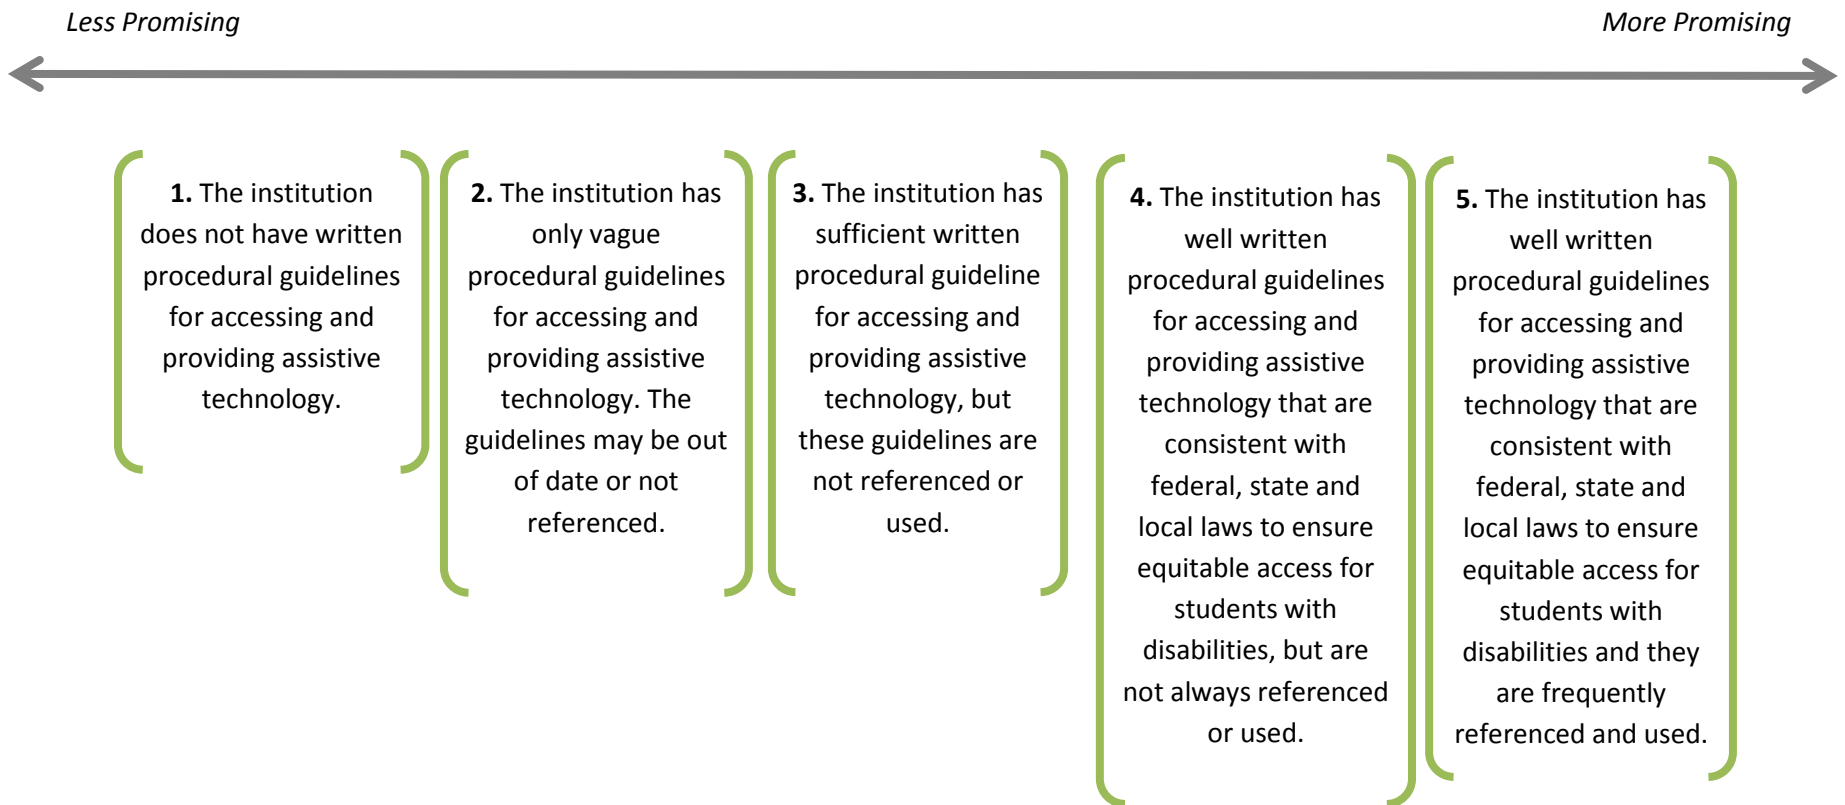 Less Promising
More Promising
1. The institution
does not have written
procedural guidelines
for accessing and
providing assistive
technology.
2. The institution has
only vague
procedural guidelines
for accessing and
providing assistive
technology. The
guidelines may be out
of date or not
referenced.
3. The institution has
sufficient written
procedural guideline
for accessing and
providing assistive
technology, but
these guidelines are
not referenced or
used.
4. The institution has
well written
procedural guidelines
for accessing and
providing assistive
technology that are
consistent with
federal, state and
local laws to ensure
equitable access for
students with
disabilities, but are
not always referenced
or used.
5. The institution has
well written
procedural guidelines
for accessing and
providing assistive
technology that are
consistent with
federal, state and
local laws to ensure
equitable access for
students with
disabilities and they
are frequently
referenced and used.